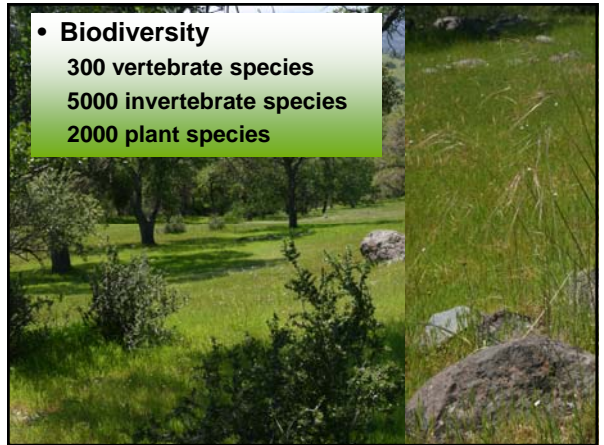 • Biodiversity
300 vertebrate species
5000 invertebrate species
2000 plant species